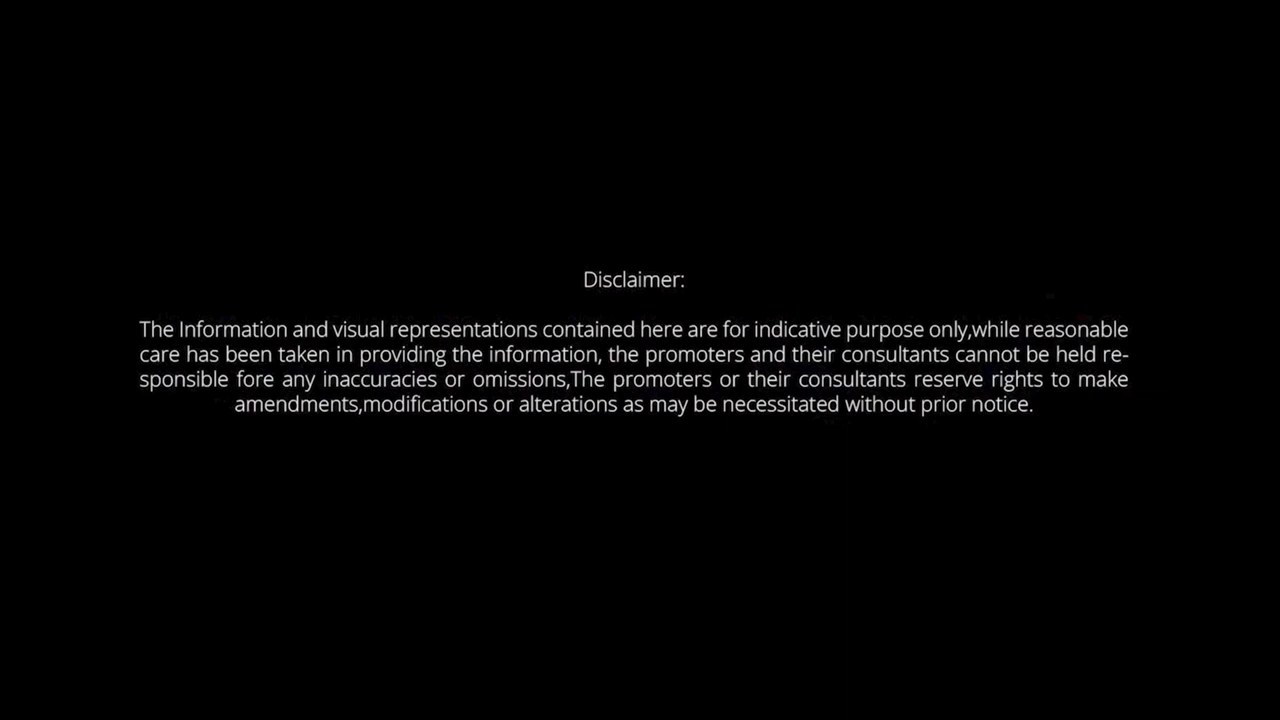 Disclaimer:
The Information and visual representations contained here are for indicative purpose only,while reasonable
care has been taken in providing the information, the promoters and their consultants cannot be held re-
sponsible fore any inaccuracies or omissions,The promoters or their consultants reserve rights to make
amendments,modifications or alterations as may be necessitated without prior notice.